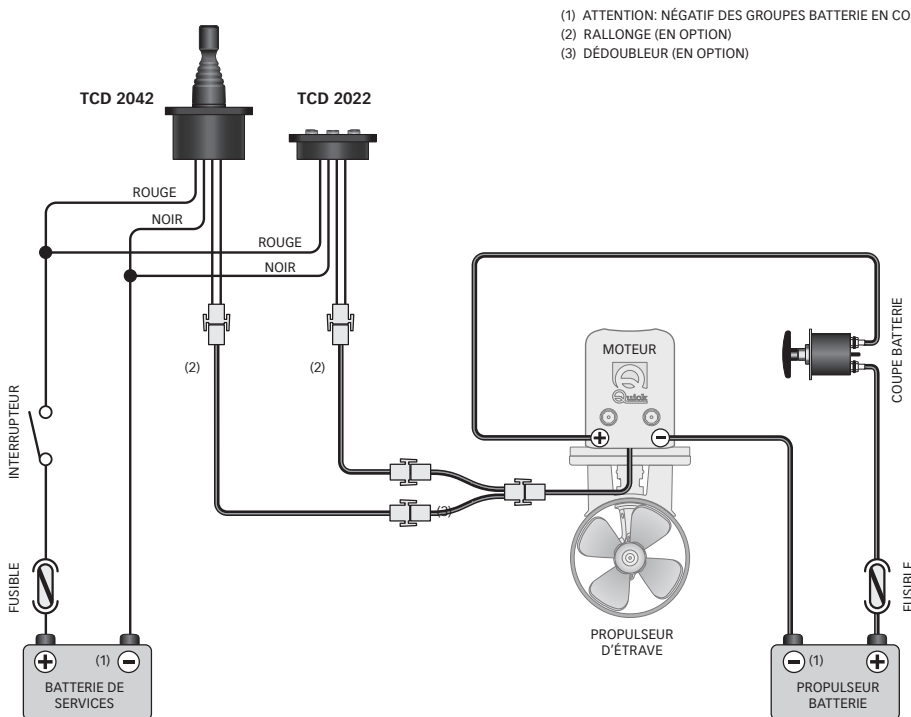 (1) ATTENTION: NÉGATIF DES GROUPES BATTERIE EN CO
(2) RALLONGE (EN OPTION)
(3) DÉDOUBLEUR (EN OPTION)
TCD 2042
TCD 2022
ROUGE
NOIR
ROUGE
NOIR
(2)
(2)
MOTEUR
Quick
+
−
COUPE BATTERIE
INTERRUPTEUR
(3)
FUSIBLE
FUSIBLE
PROPULSEUR
D'ÉTRAVE
+
(1)
−
BATTERIE DE
SERVICES
−
(1)
+
PROPULSEUR
BATTERIE